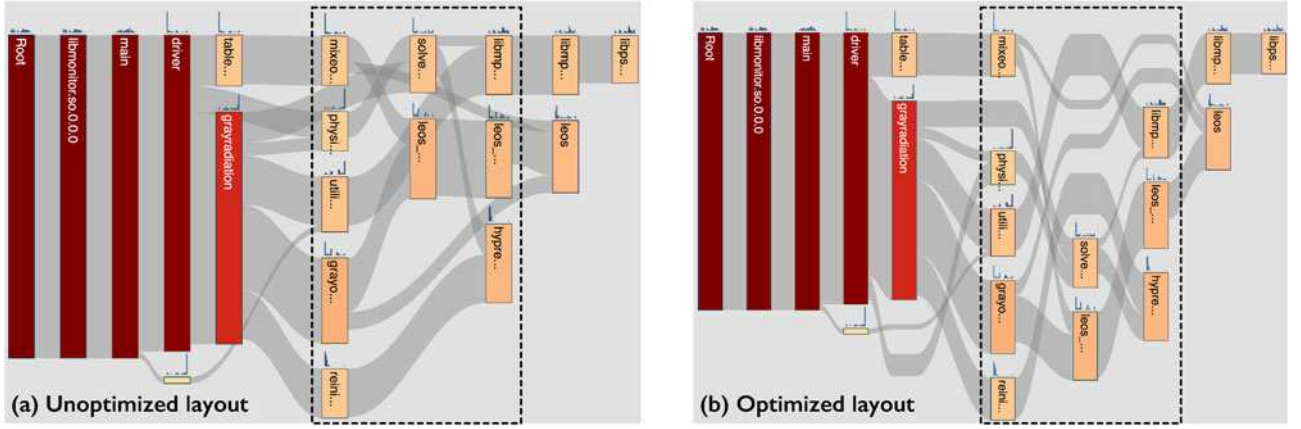 Root
libmonitor.so.0.0.0
main
driver
table...
grayradiation
mixeo...
physi...
utili...
grayo...
reini...
solve...
leos_...
libmp...
leos_...
hypre...
libmp...
leos
libps...
(a) Unoptimized layout
Root
libmonitor.so.0.0.0
main
driver
table...
grayradiation
mixeo...
physi...
utili...
grayo...
reini...
solve...
leos_...
libmp...
leos_...
hypre...
libmp...
leos
libps...
(b) Optimized layout